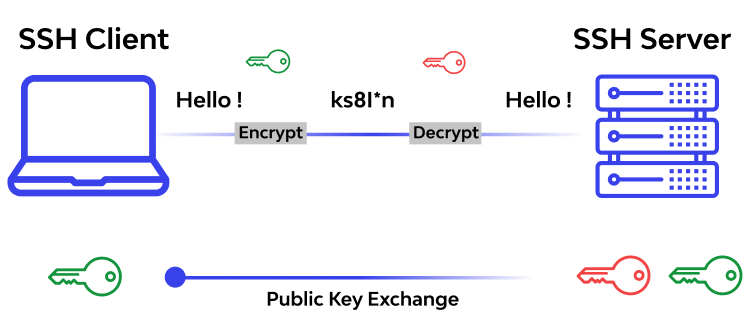 SSH Client
SSH Server
Hello !
ks8I*n
Hello !
Encrypt
Decrypt
Public Key Exchange